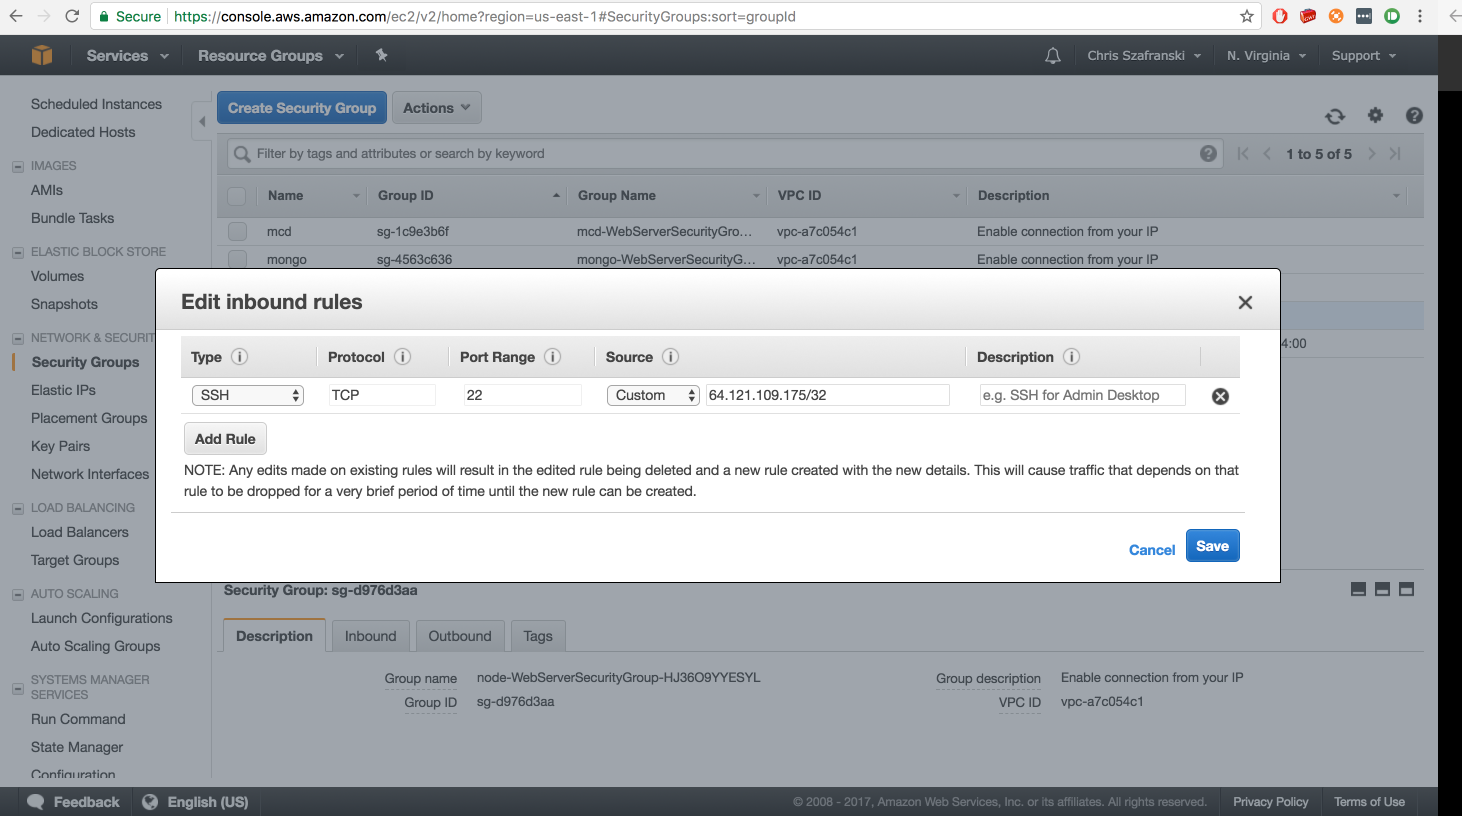 Secure https://console.aws.amazon.com/ec2/v2/home?region=us-east-1#SecurityGroups:sort=groupId
Services Resource Groups Chris Szafranski N. Virginia Support
Scheduled Instances
Dedicated Hosts
IMAGES
AMIs
Bundle Tasks
ELASTIC BLOCK STORE
Volumes
Snapshots
NETWORK & SECURIT
Security Groups
Elastic IPs
Placement Groups
Key Pairs
Network Interfaces
LOAD BALANCING
Load Balancers
Target Groups
AUTO SCALING
Launch Configurations
Auto Scaling Groups
SYSTEMS MANAGER
SERVICES
Run Command
State Manager
Configuration
Create Security Group Actions
Filter by tags and attributes or search by keyword 1 to 5 of 5
Name Group ID Group Name VPC ID Description
mcd sg-1c9e3b6f mcd-WebServerSecurityGro... vpc-a7c054c1 Enable connection from your IP
mongo sg-4563c636 mongo-WebServerSecurityG... vpc-a7c054c1 Enable connection from your IP
4:00
Edit inbound rules
Type Protocol Port Range Source Description
SSH TCP 22 Custom 64.121.109.175/32 e.g. SSH for Admin Desktop
Add Rule
NOTE: Any edits made on existing rules will result in the edited rule being deleted and a new rule created with the new details. This will cause traffic that depends on that
rule to be dropped for a very brief period of time until the new rule can be created.
Cancel Save
Security Group: sg-d976d3aa
Description Inbound Outbound Tags
Group name node-WebServerSecurityGroup-HJ36O9YYESYL Group description Enable connection from your IP
Group ID sg-d976d3aa VPC ID vpc-a7c054c1
Feedback English (US) © 2008 - 2017, Amazon Web Services, Inc. or its affiliates. All rights reserved. Privacy Policy Terms of Use